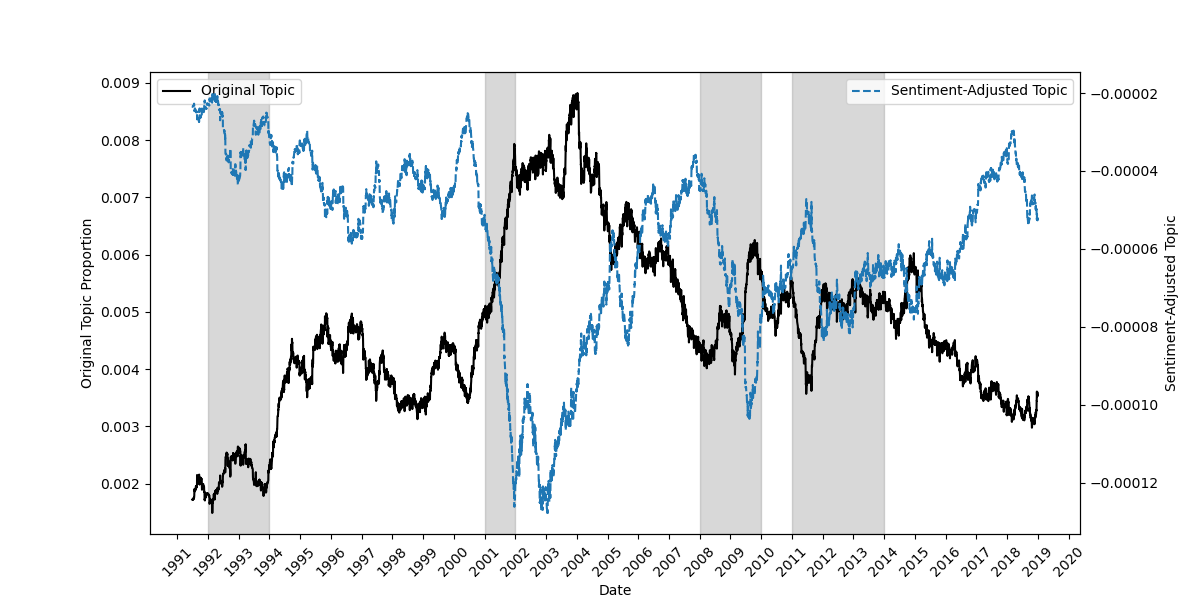 Original Topic
Sentiment-Adjusted Topic
0.009
0.008
0.007
0.006
0.005
0.004
0.003
0.002
Original Topic Proportion
−0.00002
−0.00004
−0.00006
−0.00008
−0.00010
−0.00012
Sentiment-Adjusted Topic
1991 1992 1993 1994 1995 1996 1997 1998 1999 2000 2001 2002 2003 2004 2005 2006 2007 2008 2009 2010 2011 2012 2013 2014 2015 2016 2017 2018 2019 2020
Date